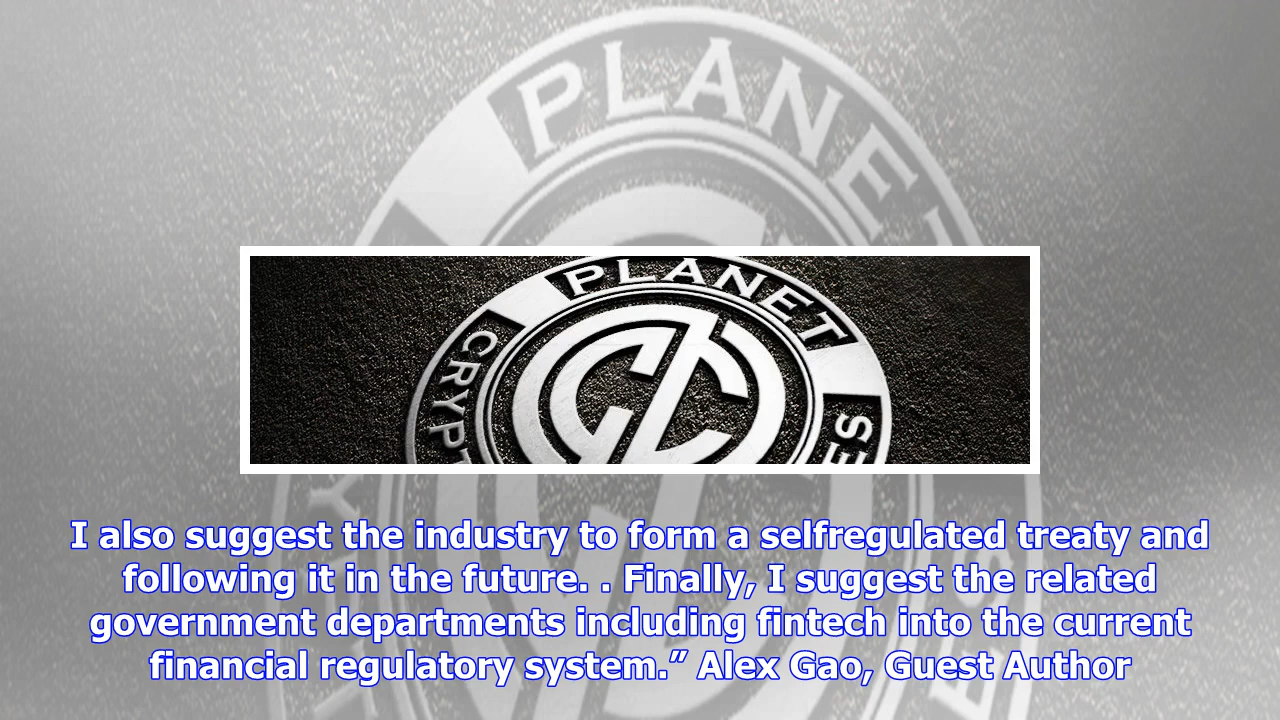 PLANET
PLANET
CRYPT
ES
I also suggest the industry to form a selfregulated treaty and
following it in the future. . Finally, I suggest the related
government departments including fintech into the current
financial regulatory system.” Alex Gao, Guest Author